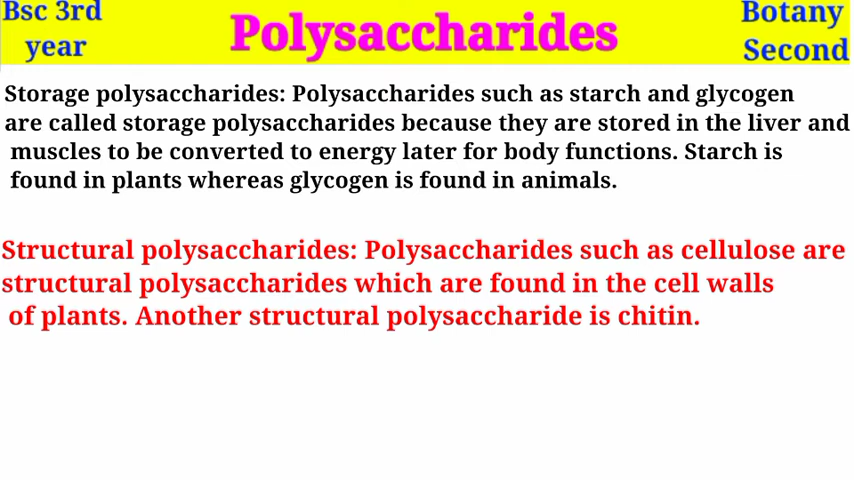 Bsc 3rd
year
Polysaccharides
Botany
Second
Storage polysaccharides: Polysaccharides such as starch and glycogen
are called storage polysaccharides because they are stored in the liver and
muscles to be converted to energy later for body functions. Starch is
found in plants whereas glycogen is found in animals.
Structural polysaccharides: Polysaccharides such as cellulose are
structural polysaccharides which are found in the cell walls
of plants. Another structural polysaccharide is chitin.